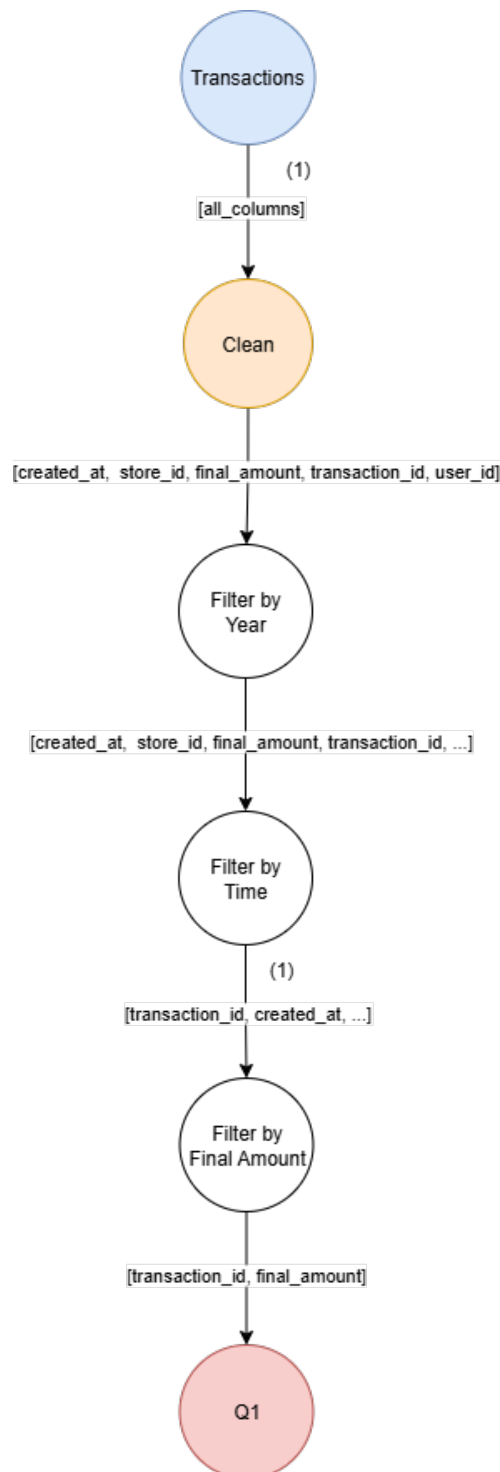 Transactions
(1)
[all_columns]
Clean
[created_at,  store_id, final_amount, transaction_id, user_id]
Filter by
Year
[created_at,  store_id, final_amount, transaction_id, ...]
Filter by
Time
(1)
[transaction_id, created_at, ...]
Filter by
Final Amount
[transaction_id, final_amount]
Q1